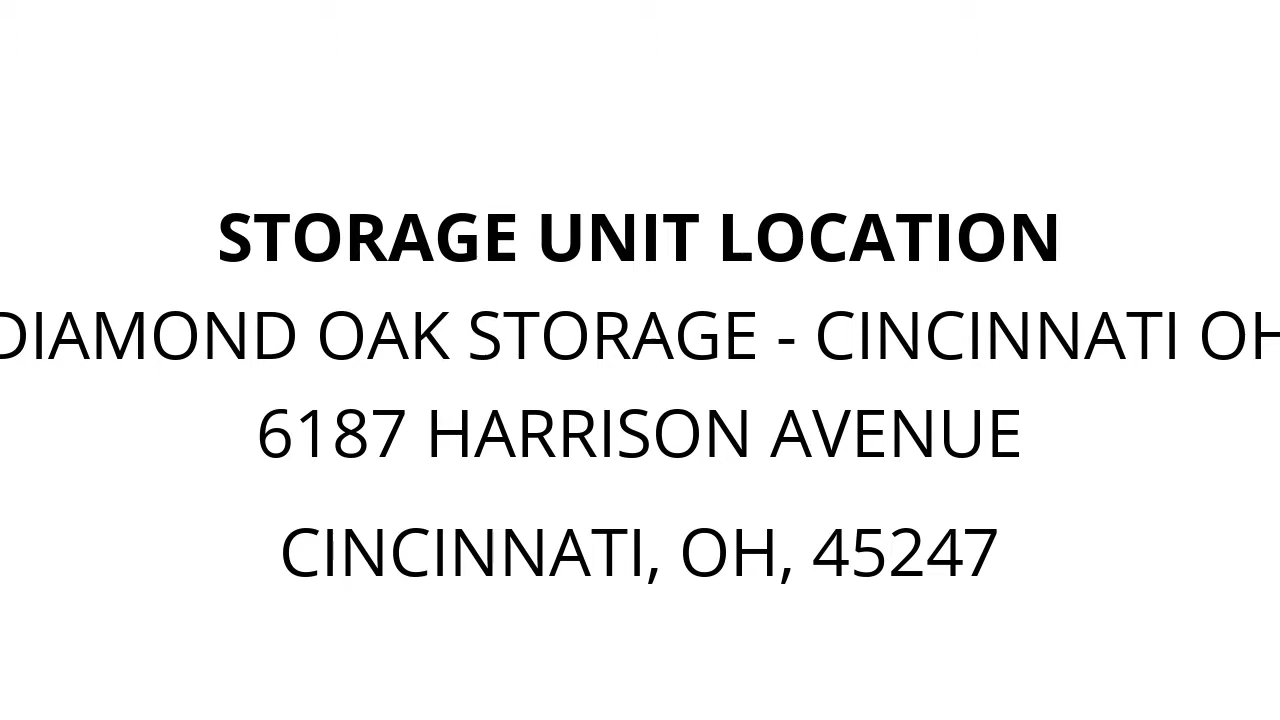 STORAGE UNIT LOCATION
DIAMOND OAK STORAGE - CINCINNATI OH
6187 HARRISON AVENUE
CINCINNATI, OH, 45247